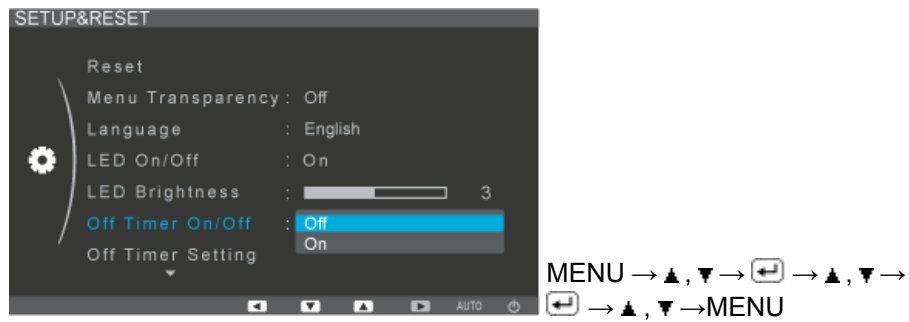 SETUP&RESET
Reset
Menu Transparency : Off
Language : English
LED On/Off : On
LED Brightness : 3
Off Timer On/Off : Off
On
Off Timer Setting
AUTO
MENU → ▲ , ▼ → ↵ → ▲ , ▼ →
↵ → ▲ , ▼ →MENU